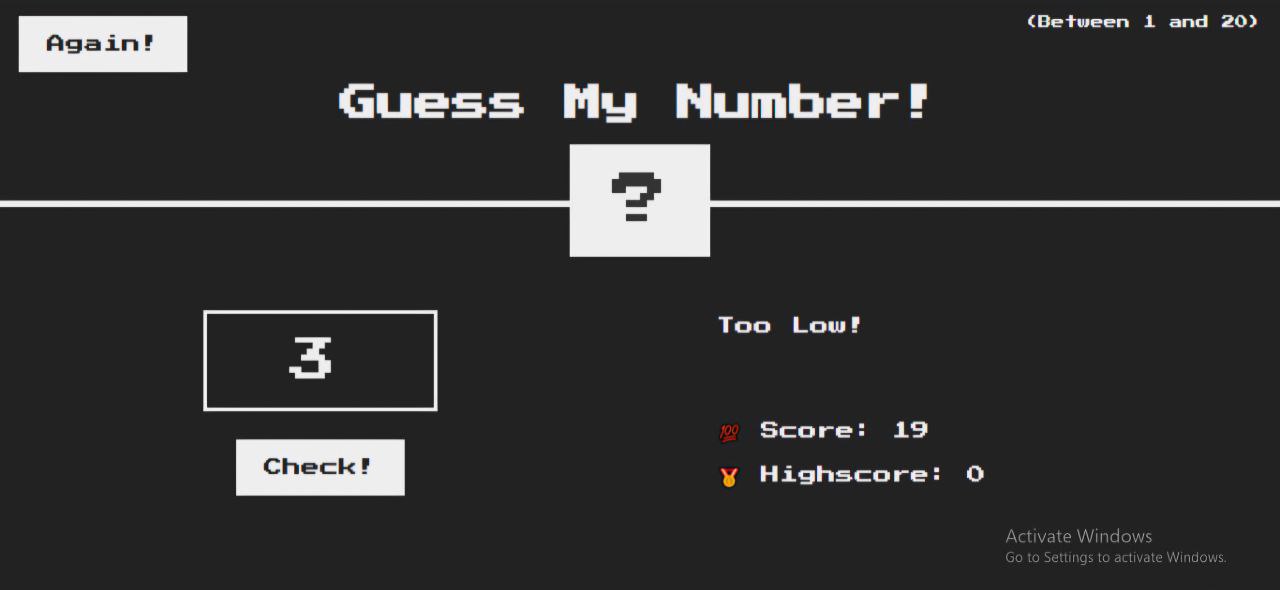 Again!
(Between 1 and 20)
Guess My Number!
?
3
Too Low!
Check!
💯 Score: 19
🥇 Highscore: 0
Activate Windows
Go to Settings to activate Windows.